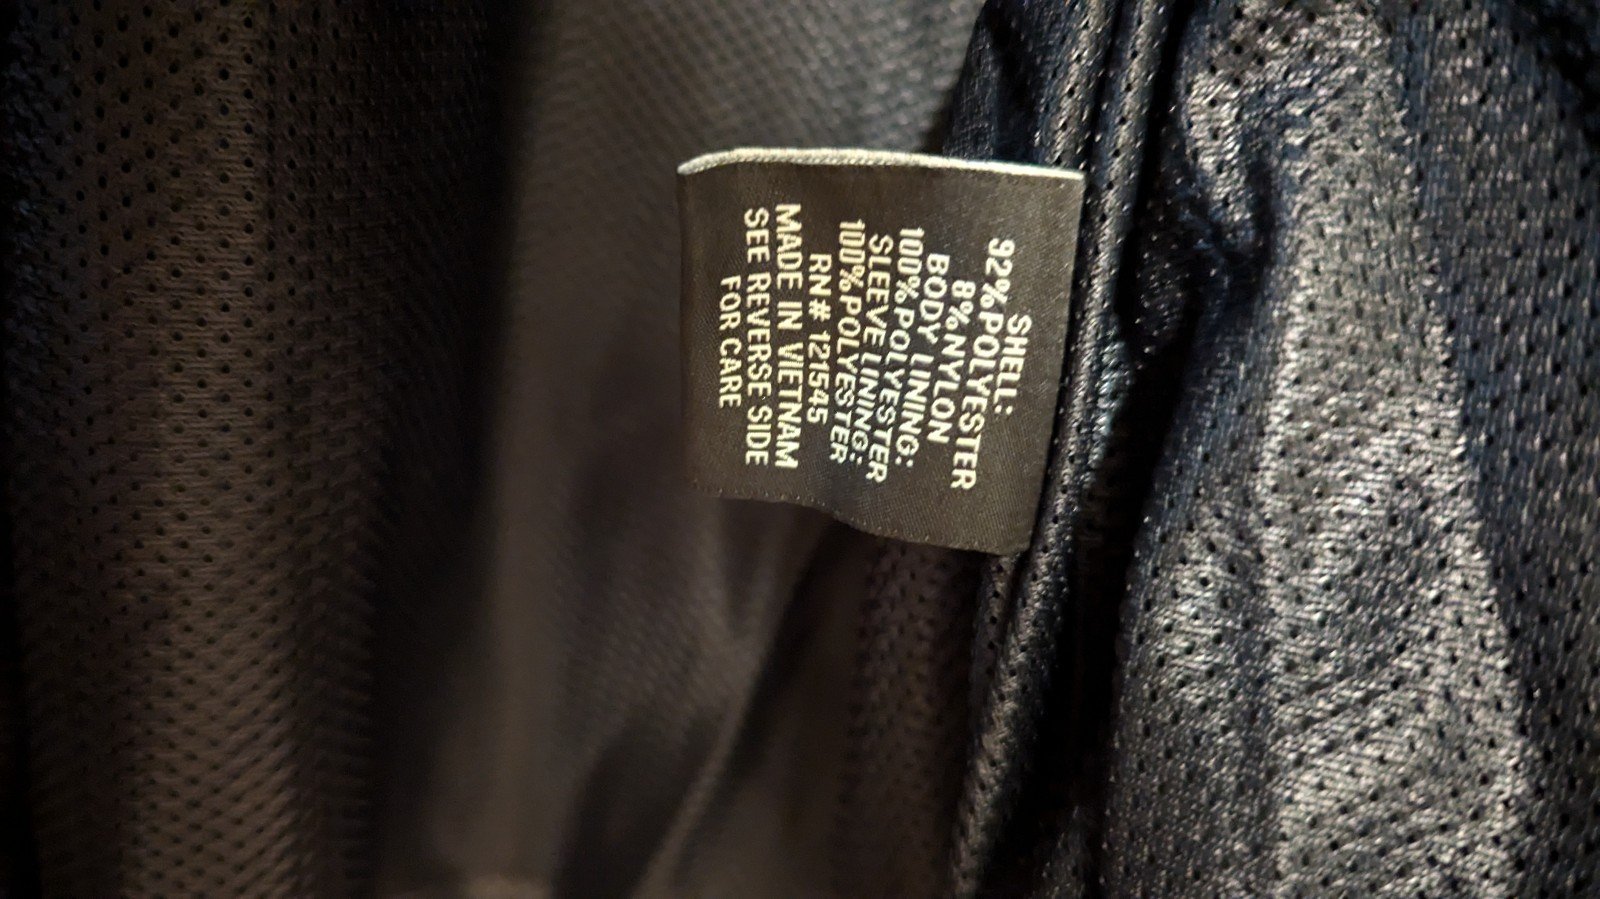 SHELL:
92% POLYESTER
8% NYLON
BODY LINING:
100% POLYESTER
SLEEVE LINING:
100% POLYESTER
RN# 121545
MADE IN VIETNAM
SEE REVERSE SIDE
FOR CARE